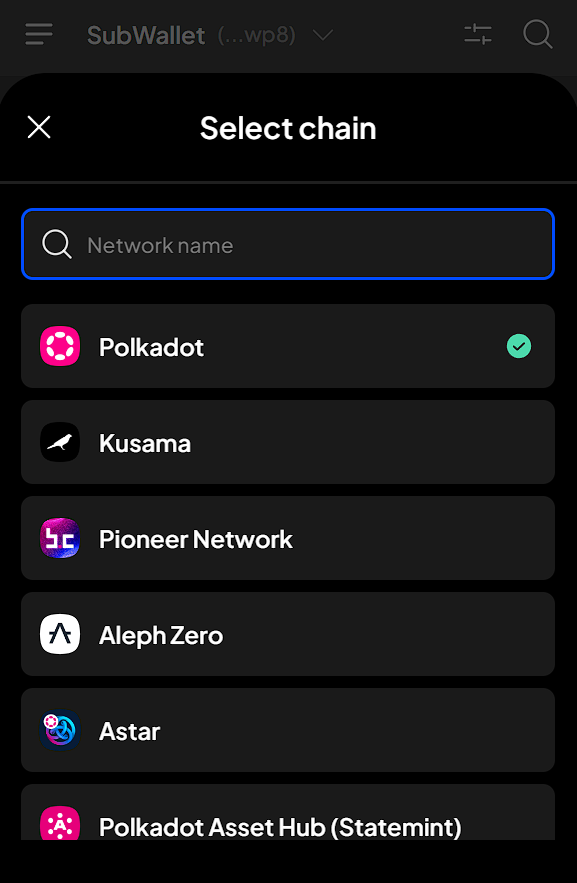 SubWallet (...wp8)
Select chain
Network name
Polkadot
Kusama
Pioneer Network
Aleph Zero
Astar
Polkadot Asset Hub (Statemint)